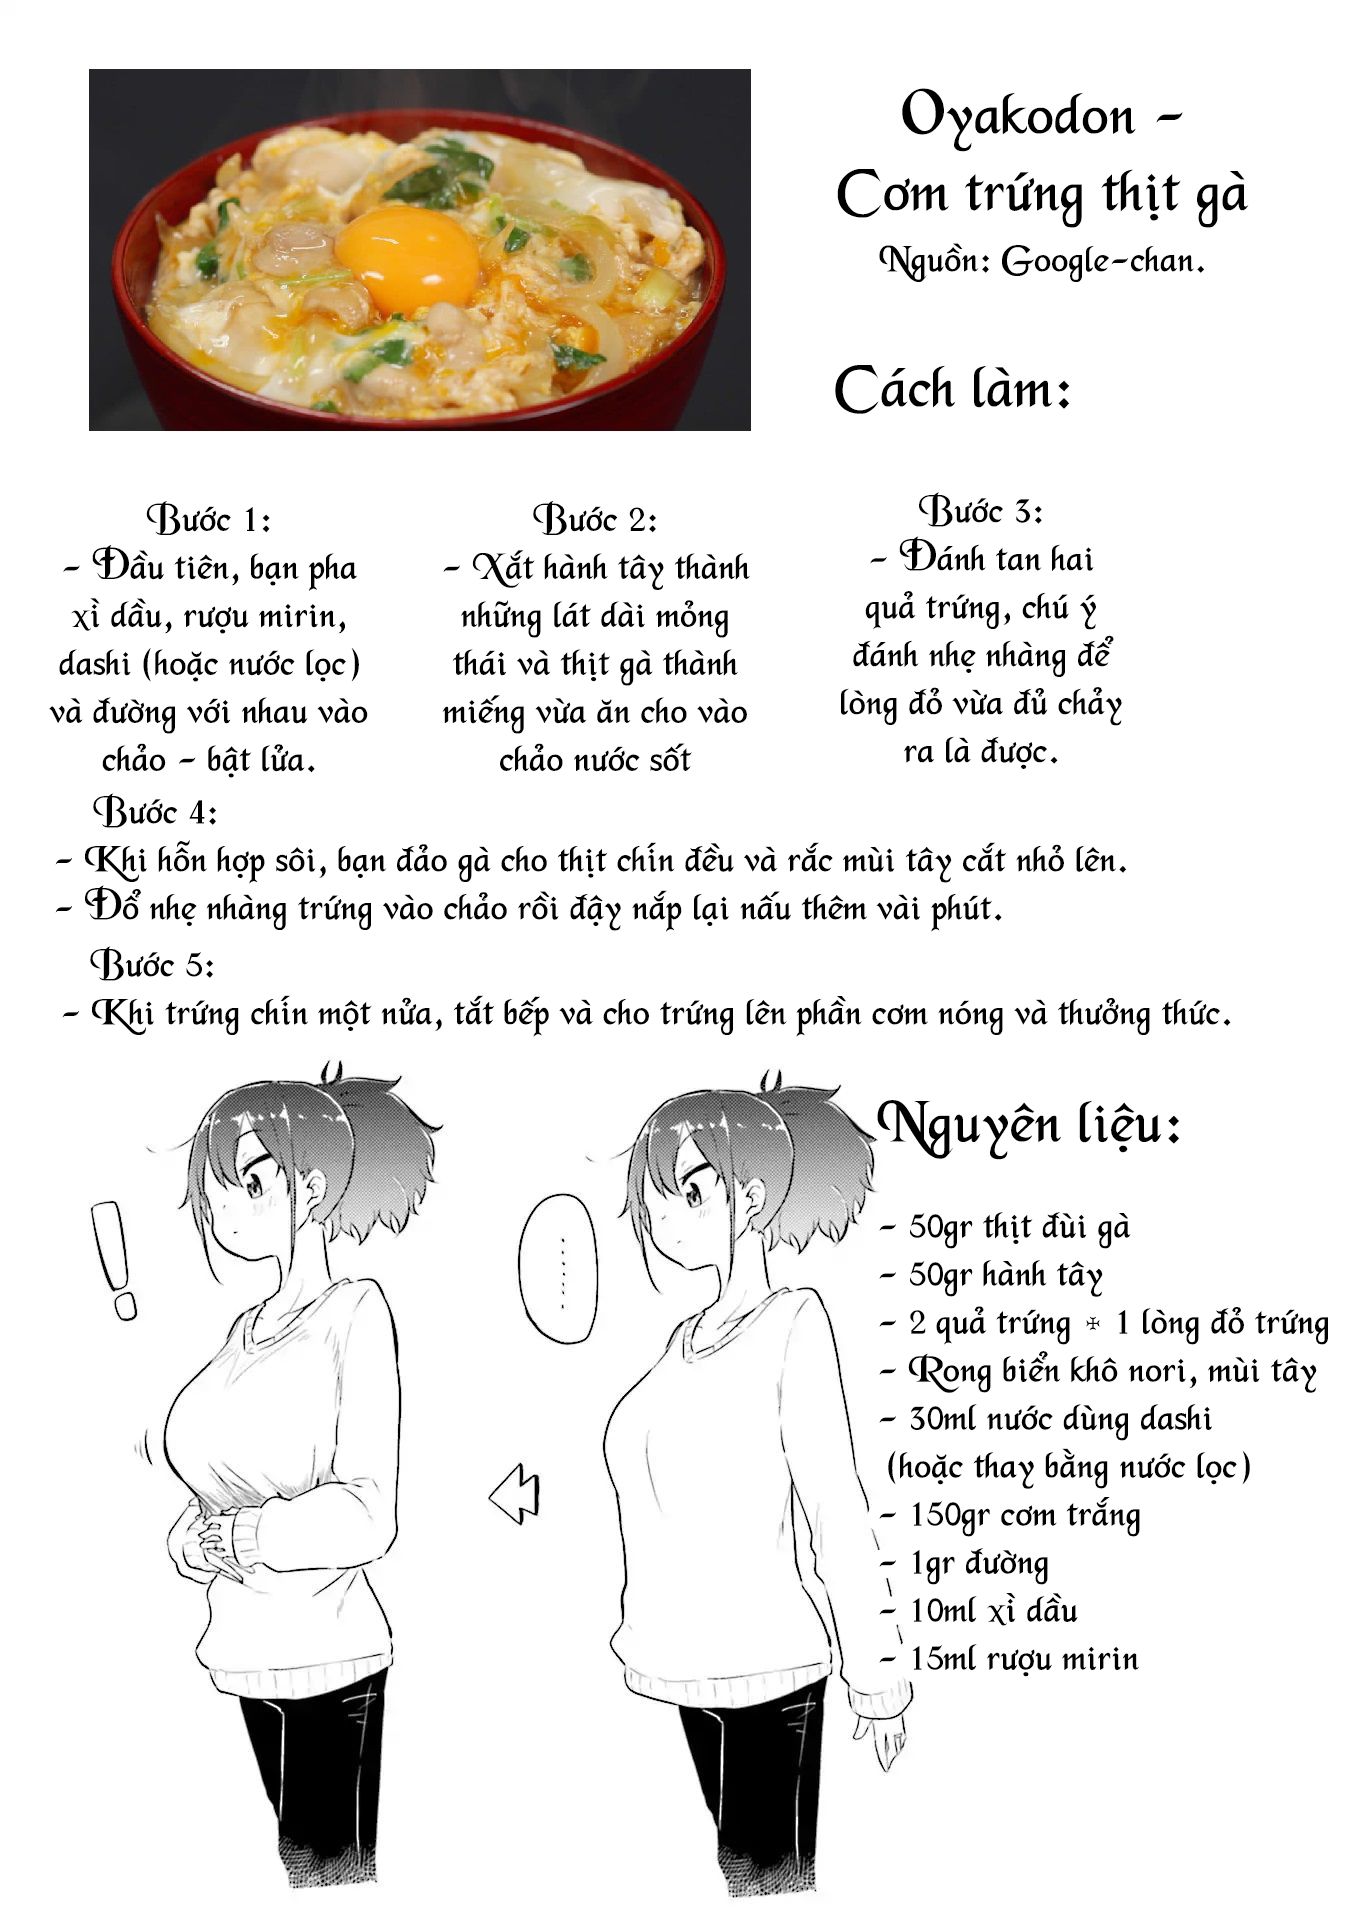 Oyakodon -
Cơm trứng thịt gà
Nguồn: Google-chan.
Cách làm:
Bước 1:
- Đầu tiên, bạn pha
xì dầu, rượu mirin,
dashi (hoặc nước lọc)
và đường với nhau vào
chảo - bật lửa.
Bước 2:
- Xắt hành tây thành
những lát dài mỏng
thái và thịt gà thành
miếng vừa ăn cho vào
chảo nước sốt
Bước 3:
- Đánh tan hai
quả trứng, chú ý
đánh nhẹ nhàng để
lòng đỏ vừa đủ chảy
ra là được.
Bước 4:
- Khi hỗn hợp sôi, bạn đảo gà cho thịt chín đều và rắc mùi tây cắt nhỏ lên.
- Đổ nhẹ nhàng trứng vào chảo rồi đậy nắp lại nấu thêm vài phút.
Bước 5:
- Khi trứng chín một nửa, tắt bếp và cho trứng lên phần cơm nóng và thưởng thức.
!
.......
Nguyên liệu:
- 50gr thịt đùi gà
- 50gr hành tây
- 2 quả trứng + 1 lòng đỏ trứng
- Rong biển khô nori, mùi tây
- 30ml nước dùng dashi
(hoặc thay bằng nước lọc)
- 150gr cơm trắng
- 1gr đường
- 10ml xì dầu
- 15ml rượu mirin